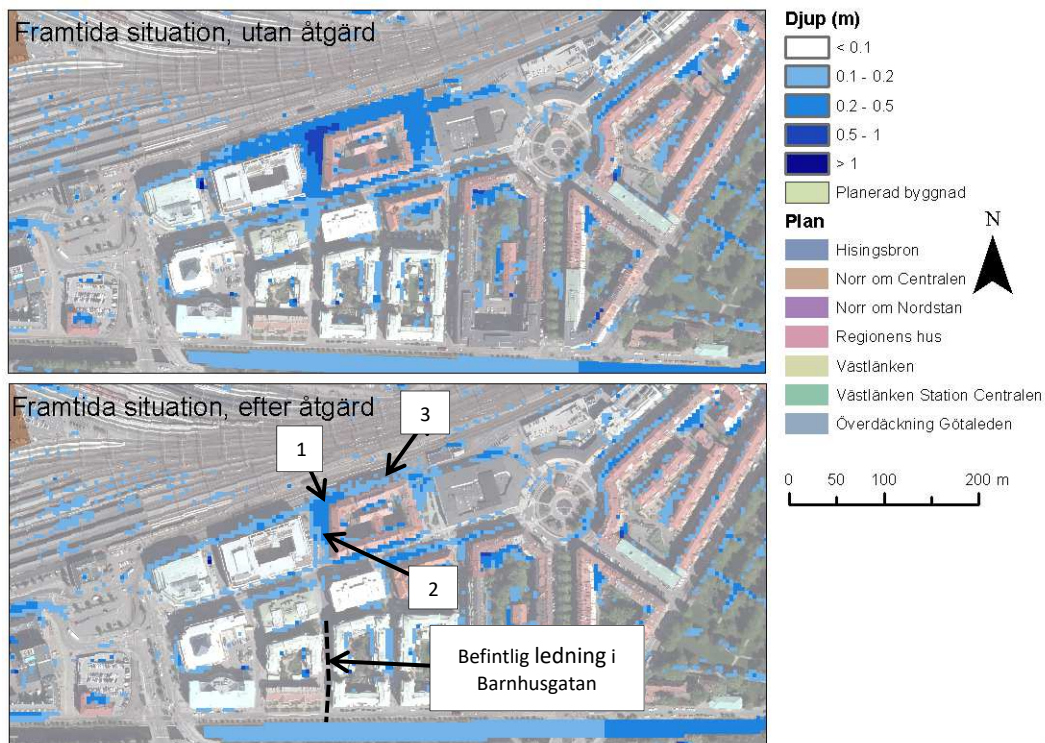 Framtida situation, utan åtgärd
Framtida situation, efter åtgärd
1
3
2
Befintlig ledning i
Barnhusgatan
Djup (m)
< 0.1
0.1 - 0.2
0.2 - 0.5
0.5 - 1
> 1
Planerad byggnad
Plan
N
Hisingsbron
Norr om Centralen
Norr om Nordstan
Regionens hus
Västlänken
Västlänken Station Centralen
Överdäckning Götaleden
0 50 100 200 m